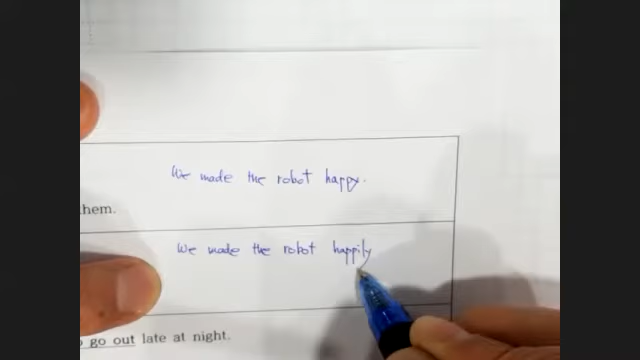 We made the robot happy.
them.
We made the robot happily
go out late at night.